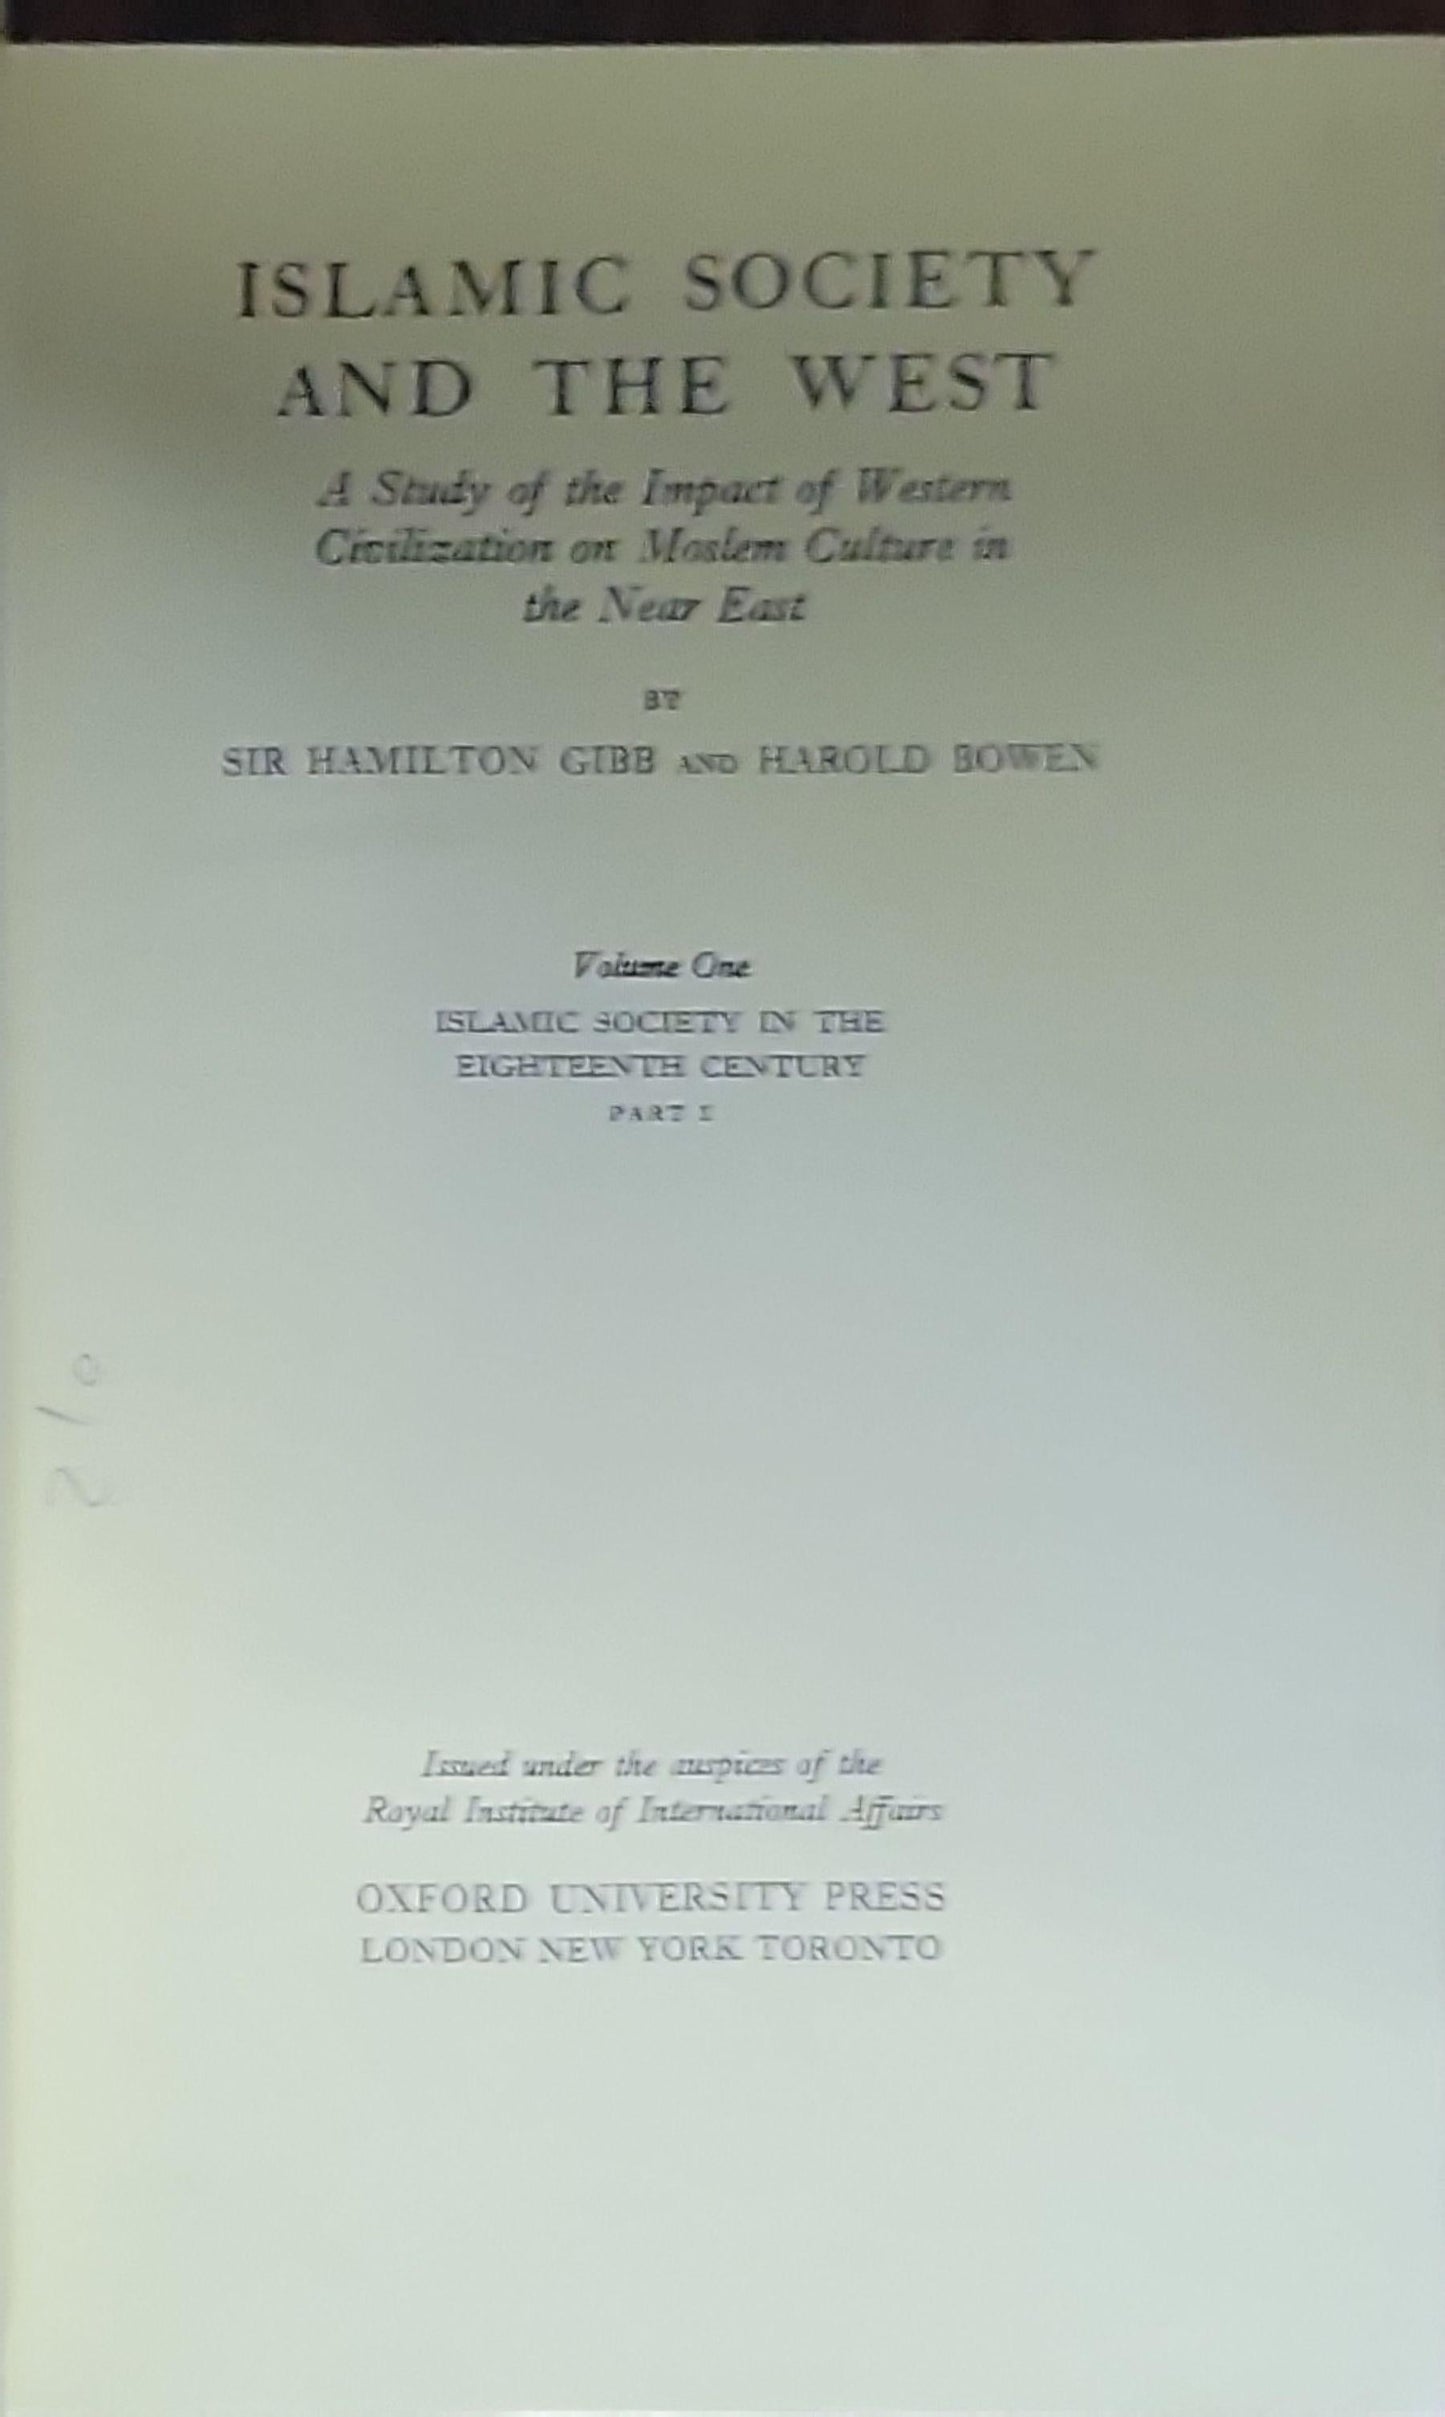 ISLAMIC SOCIETY
AND THE WEST
A Study of the Impact of Western
Civilization on Moslem Culture in
the Near East
BY
SIR HAMILTON GIBB AND HAROLD BOWEN
Volume One
ISLAMIC SOCIETY IN THE
EIGHTEENTH CENTURY
PART I
210
Issued under the auspices of the
Royal Institute of International Affairs
OXFORD UNIVERSITY PRESS
LONDON NEW YORK TORONTO